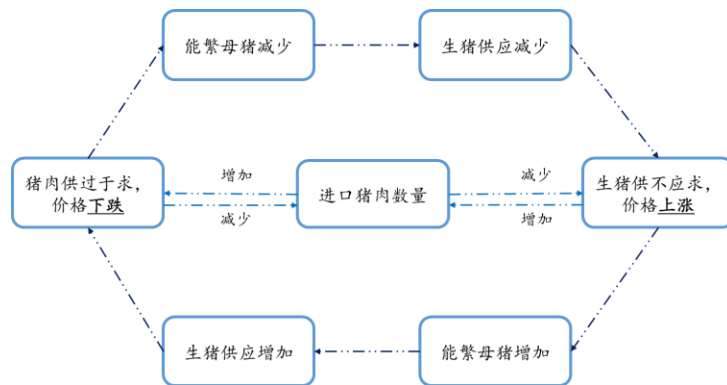 能繁母猪减少
生猪供应减少
猪肉供过于求，
价格下跌
增加
减少
进口猪肉数量
减少
增加
生猪供不应求，
价格上涨
生猪供应增加
能繁母猪增加